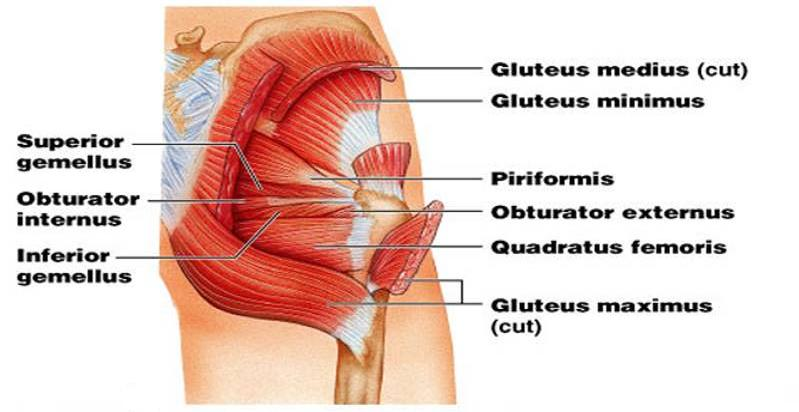 Superior
gemellus
Obturator
internus
Inferior
gemellus
Gluteus medius (cut)
Gluteus minimus
Piriformis
Obturator externus
Quadratus femoris
Gluteus maximus
(cut)